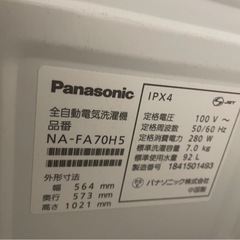 Panasonic
全自動電気洗濯機
品番
NA-FA70H5
外形寸法
幅 564 mm
奥行 573 mm
高さ 1021 mm
IPX4
JET
定格電圧 100 V～
定格周波数 50/60 Hz
定格消費電力 280 W
標準洗濯容量 7.0 kg
標準使用水量 92 L
製造番号 1841501493
パナソニック株式会社
中国製